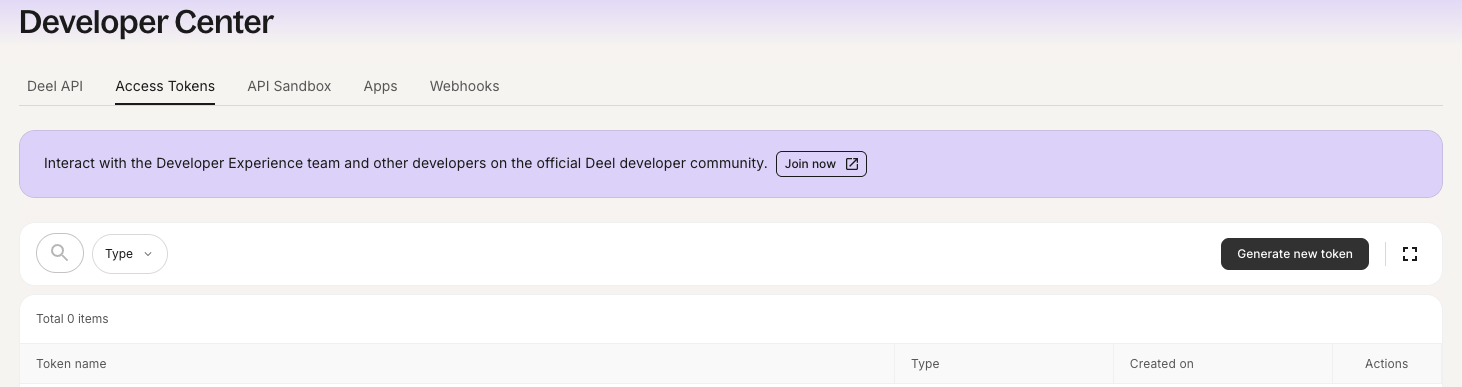 Developer Center
Deel API Access Tokens API Sandbox Apps Webhooks
Interact with the Developer Experience team and other developers on the official Deel developer community. Join now
Type Generate new token
Total 0 items
Token name Type Created on Actions